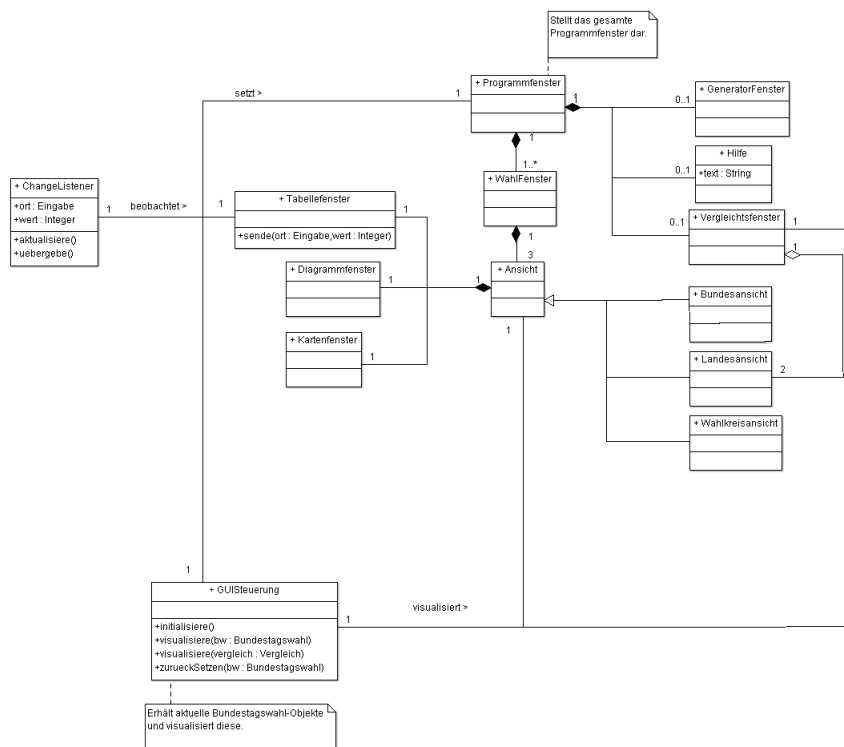 Stellt das gesamte
Programmfenster dar.
+ Programmfenster
setzt >
1
1
1
0..1
+ GeneratorFenster
1
1..*
+ Hilfe
+text : String
0..1
+ ChangeListener
+ort : Eingabe
+wert : Integer
+aktualisiere()
+uebergebe()
1
beobachtet >
1
+ Tabellefenster
+sende(ort : Eingabe,wert : Integer)
1
+ WahlFenster
1
3
0..1
+ Vergleichtsfenster
1
1
+ Diagrammfenster
1
1
+ Ansicht
1
+ Bundesansicht
+ Kartenfenster
1
+ Landesansicht
2
+ Wahlkreisansicht
1
+ GUISteuerung
+initialisiere()
+visualisiere(bw : Bundestagswahl)
+visualisiere(vergleich : Vergleich)
+zurueckSetzen(bw : Bundestagswahl)
1
visualisiert >
Erhält aktuelle Bundestagswahl-Objekte
und visualisiert diese.